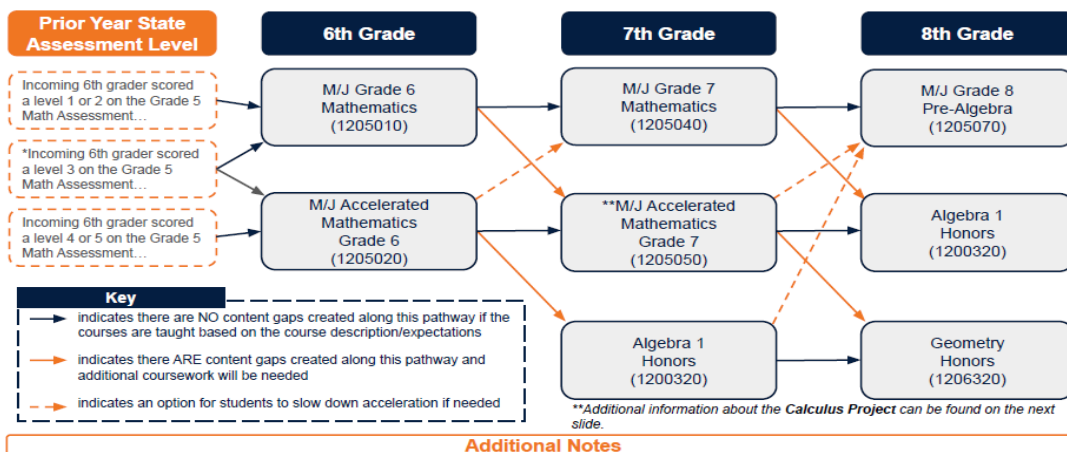 Prior Year State
Assessment Level
6th Grade
7th Grade
8th Grade
Incoming 6th grader scored
a level 1 or 2 on the Grade 5
Math Assessment…
*Incoming 6th grader scored
a level 3 on the Grade 5
Math Assessment…
Incoming 6th grader scored
a level 4 or 5 on the Grade 5
Math Assessment…
M/J Grade 6
Mathematics
(1205010)
M/J Grade 7
Mathematics
(1205040)
M/J Grade 8
Pre-Algebra
(1205070)
M/J Accelerated
Mathematics
Grade 6
(1205020)
**M/J Accelerated
Mathematics
Grade 7
(1205050)
Algebra 1
Honors
(1200320)
Algebra 1
Honors
(1200320)
Geometry
Honors
(1206320)
Key
indicates there are NO content gaps created along this pathway if the
courses are taught based on the course description/expectations
indicates there ARE content gaps created along this pathway and
additional coursework will be needed
indicates an option for students to slow down acceleration if needed
**Additional information about the Calculus Project can be found on the next
slide.
Additional Notes